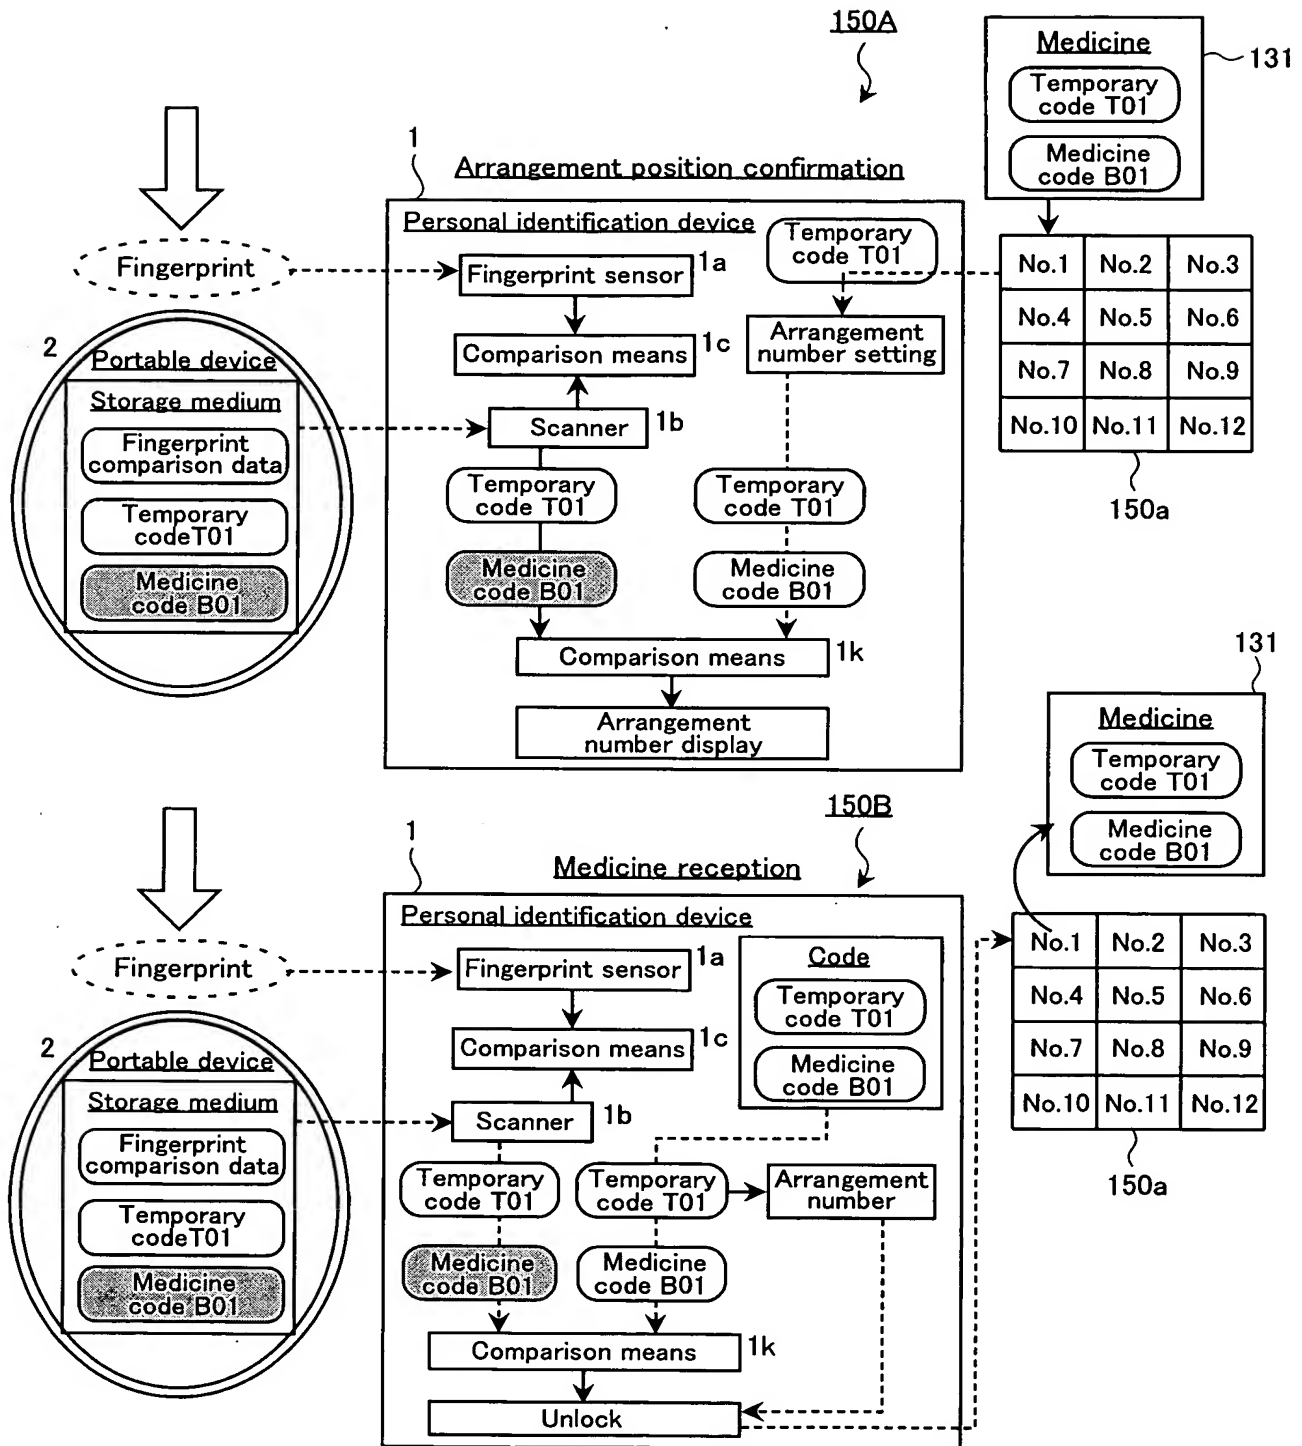 150A
Medicine
Temporary
code T01
Medicine
code B01
131
1
Arrangement position confirmation
Personal identification device
Temporary
code T01
Fingerprint
Fingerprint sensor
1a
Comparison means
1c
Arrangement
number setting
No.1 No.2 No.3
No.4 No.5 No.6
No.7 No.8 No.9
No.10 No.11 No.12
150a
2
Portable device
Storage medium
Fingerprint
comparison data
Temporary
codeT01
Medicine
code B01
Scanner
1b
Temporary
code T01
Medicine
code B01
Temporary
code T01
Medicine
code B01
Comparison means
1k
Arrangement
number display
131
Medicine
Temporary
code T01
Medicine
code B01
150B
1
Medicine reception
Personal identification device
Fingerprint
Fingerprint sensor
1a
Comparison means
1c
Code
Temporary
code T01
Medicine
code B01
No.1 No.2 No.3
No.4 No.5 No.6
No.7 No.8 No.9
No.10 No.11 No.12
150a
2
Portable device
Storage medium
Fingerprint
comparison data
Temporary
codeT01
Medicine
code B01
Scanner
1b
Temporary
code T01
Medicine
code B01
Temporary
code T01
Medicine
code B01
Arrangement
number
Comparison means
1k
Unlock